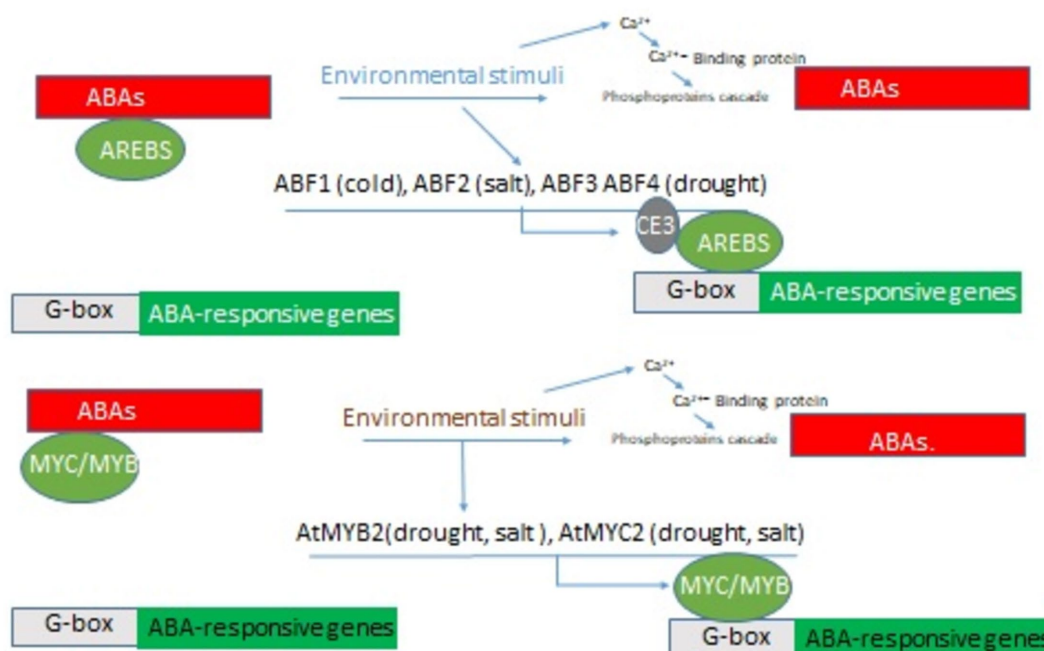 Ca²⁺
Ca²⁺- Binding protein
Environmental stimuli
ABAs
ABAs
Phosphoproteins cascade
AREBS
ABF1 (cold), ABF2 (salt), ABF3 ABF4 (drought)
CE3
AREBS
G-box
ABA-responsive genes
G-box
ABA-responsive genes
Ca²⁺
Ca²⁺- Binding protein
ABAs
Environmental stimuli
Phosphoproteins cascade
ABAs.
MYC/MYB
AtMYB2(drought, salt ), AtMYC2 (drought, salt)
MYC/MYB
G-box
ABA-responsive genes
G-box
ABA-responsive genes